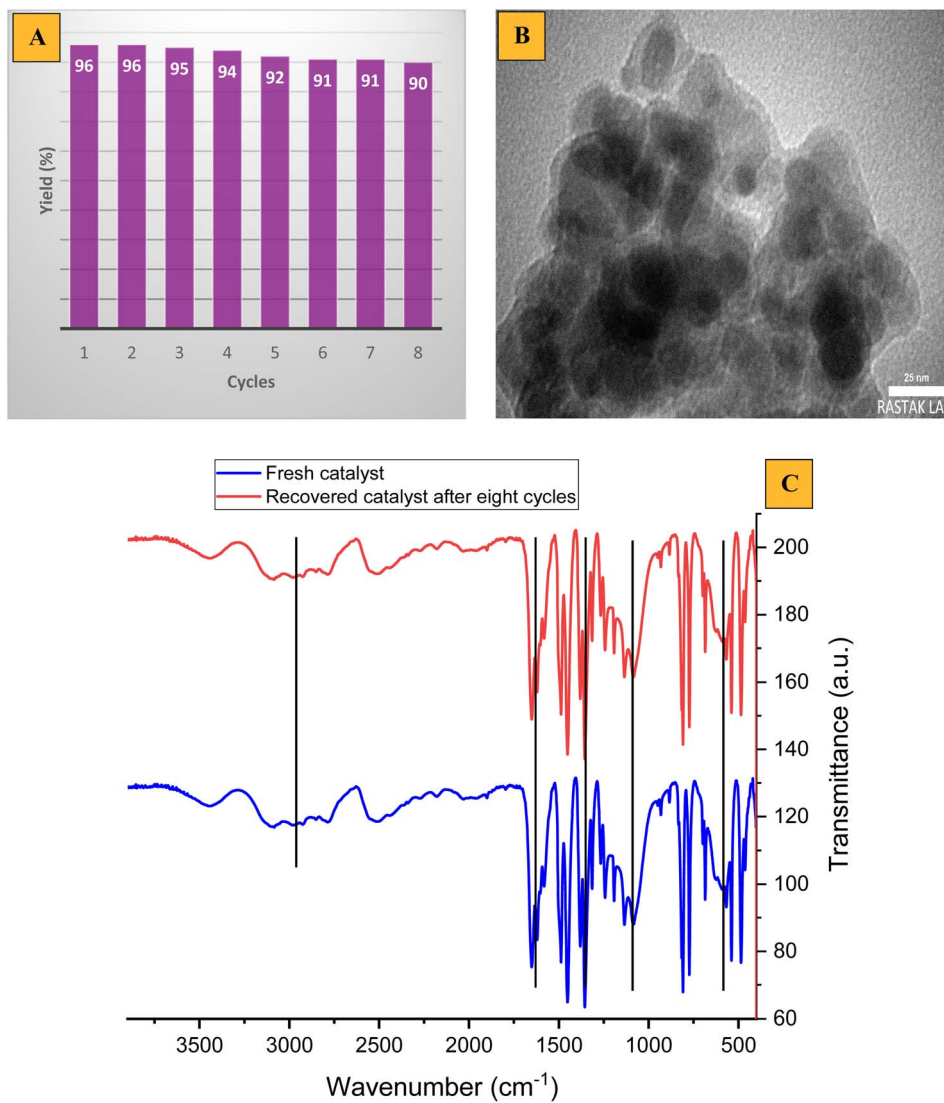 A
96 96 95 94 92 91 91 90
Yield (%)
1 2 3 4 5 6 7 8
Cycles
B
25 nm
RASTAK LA
C
Fresh catalyst
Recovered catalyst after eight cycles
200
180
160
140
120
100
80
60
Transmittance (a.u.)
3500 3000 2500 2000 1500 1000 500
Wavenumber (cm⁻¹)